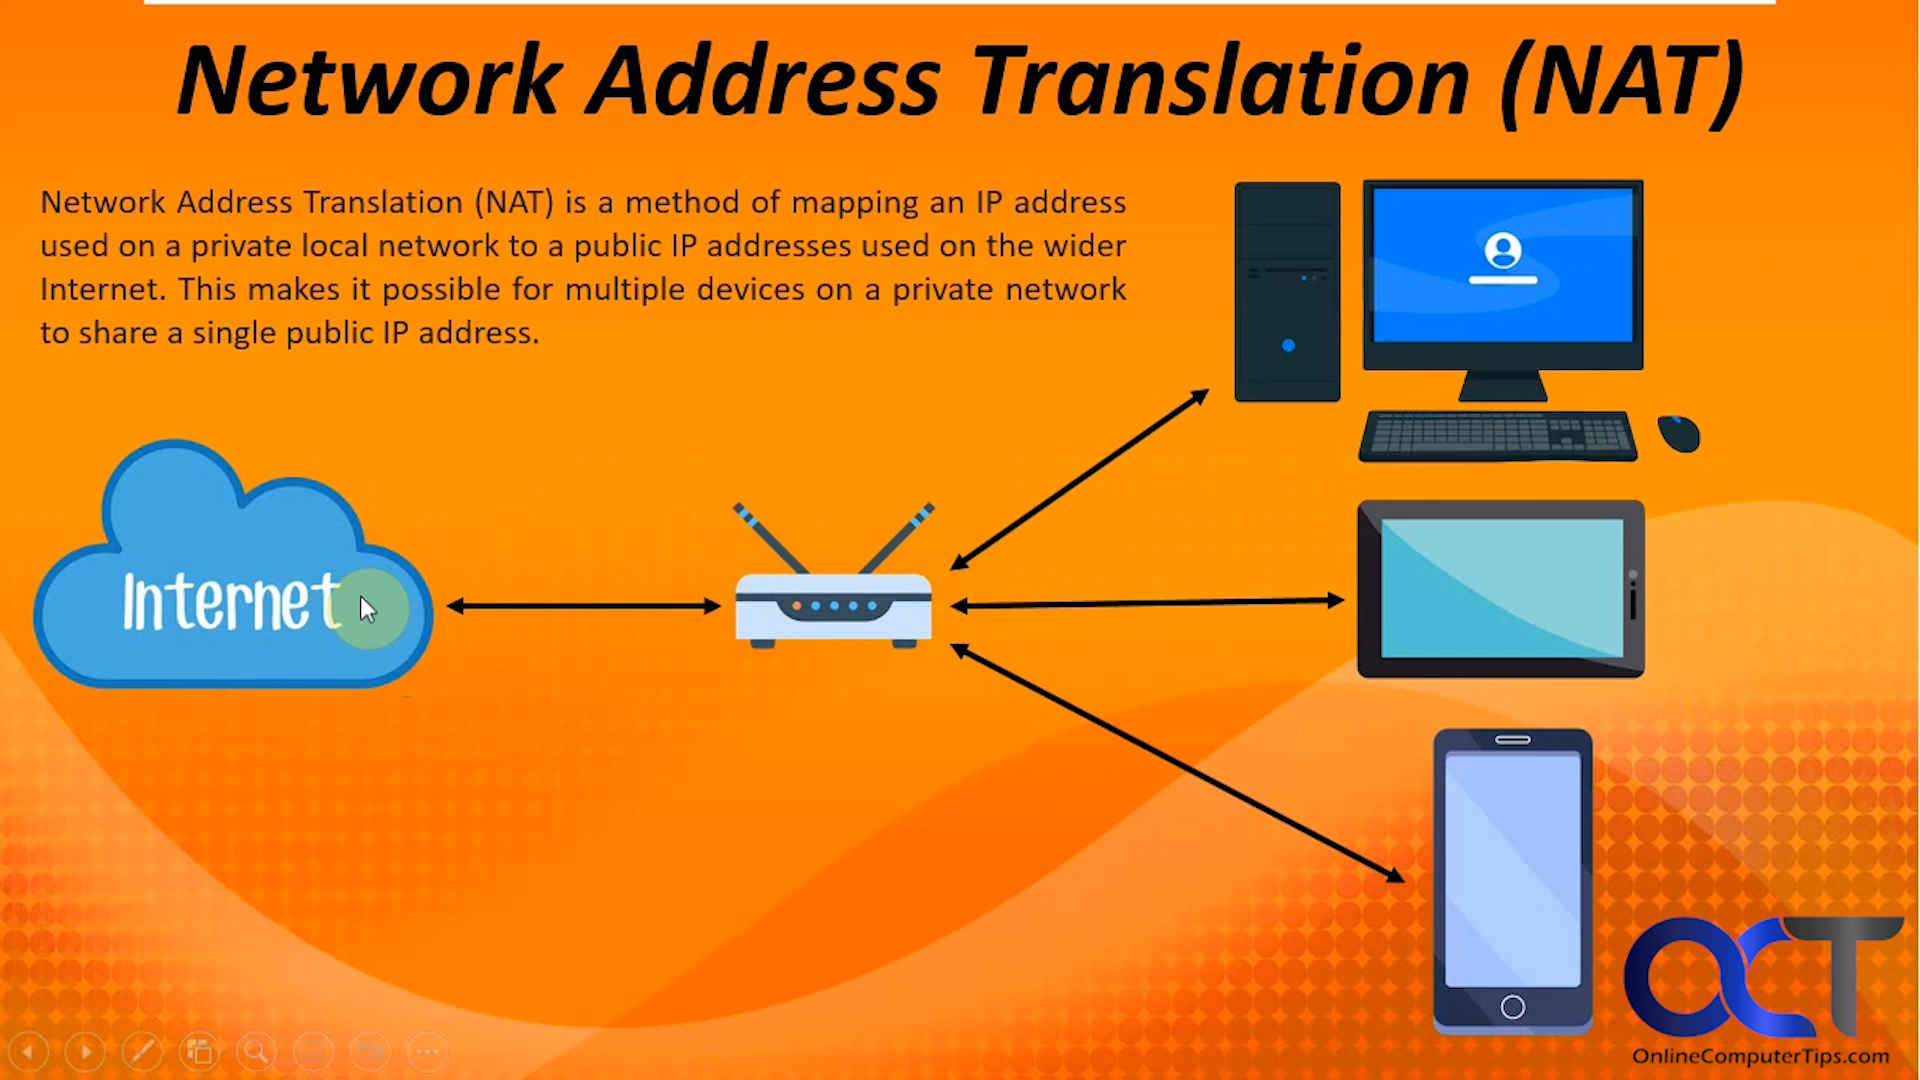 Network Address Translation (NAT)
Network Address Translation (NAT) is a method of mapping an IP address
used on a private local network to a public IP addresses used on the wider
Internet. This makes it possible for multiple devices on a private network
to share a single public IP address.
Internet
OCT
OnlineComputerTips.com